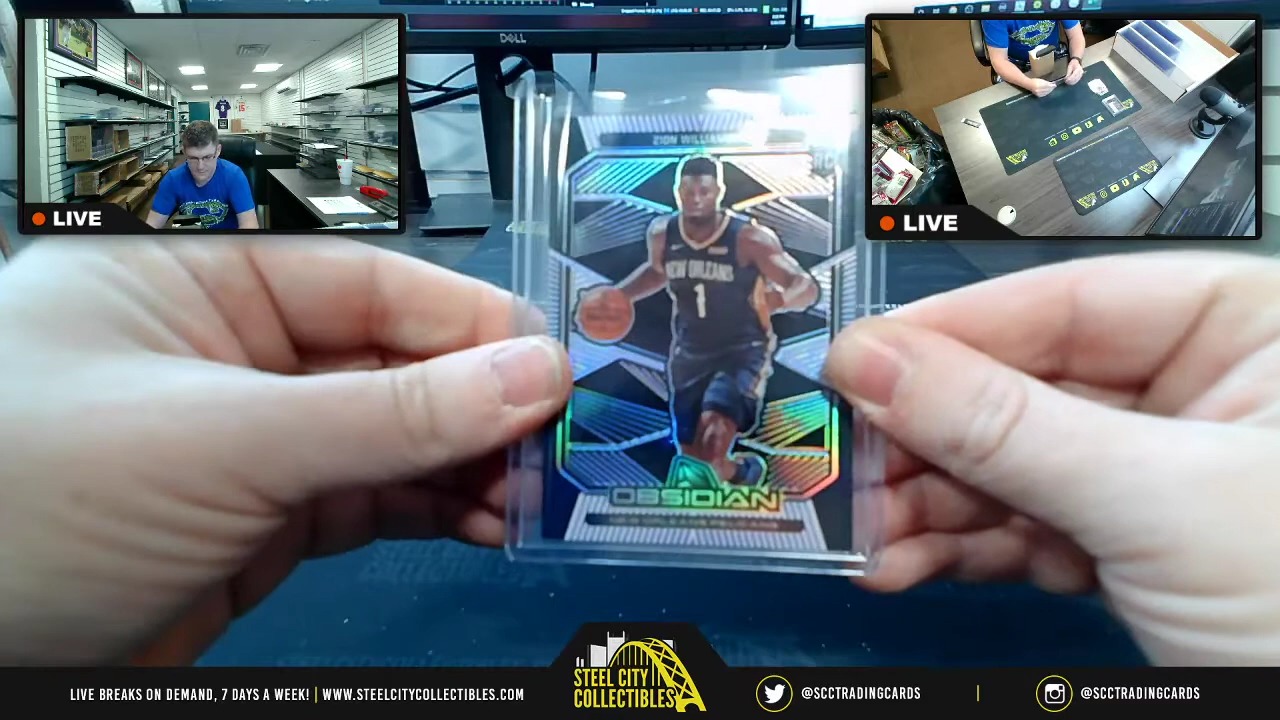 DELL
LIVE
LIVE
ZION WILLIAMSON
RC
NEW ORLEANS
1
OBSIDIAN
NEW ORLEANS PELICANS
LIVE BREAKS ON DEMAND, 7 DAYS A WEEK! | WWW.STEELCITYCOLLECTIBLES.COM
STEEL CITY
COLLECTIBLES
@SCCTRADINGCARDS
@SCCTRADINGCARDS